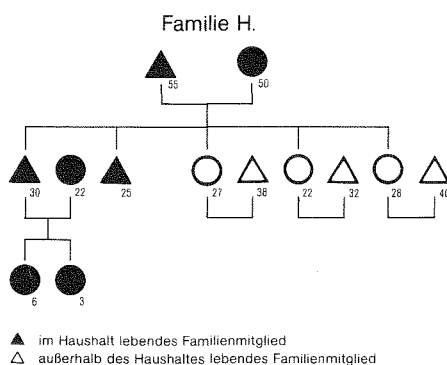 Familie H.
55 50
30 22 25 27 38 22 32 28 40
6 3
im Haushalt lebendes Familienmitglied
außerhalb des Haushaltes lebendes Familienmitglied